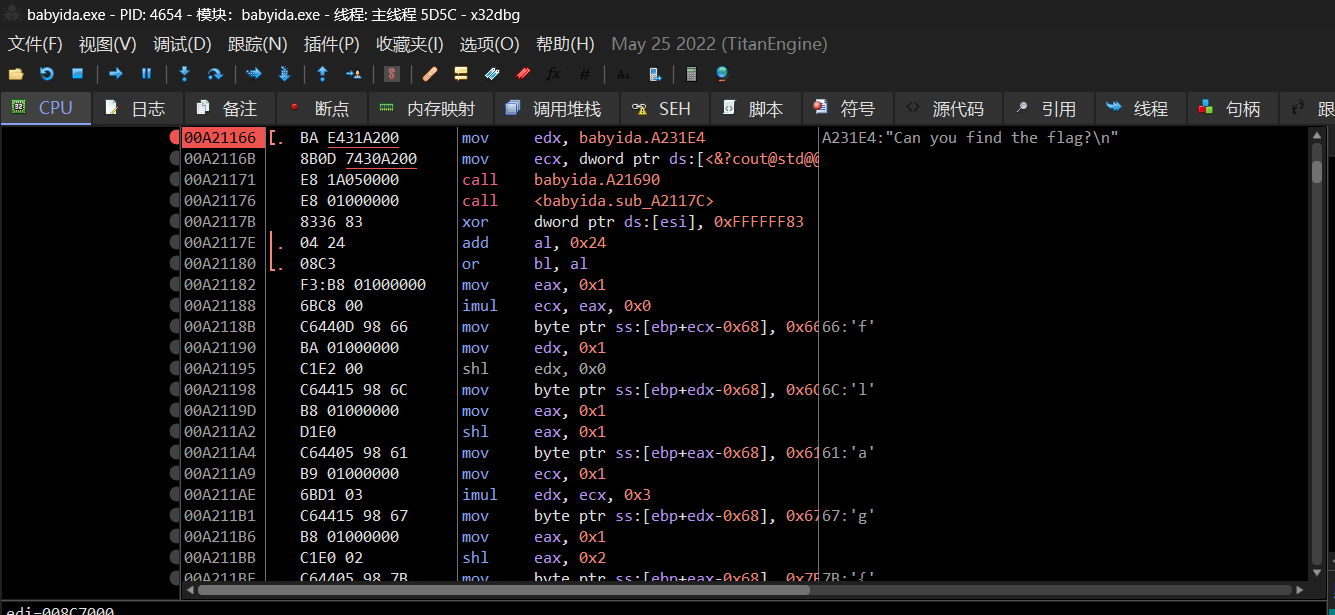 babyida.exe - PID: 4654 - 模块: babyida.exe - 线程: 主线程 5D5C - x32dbg
文件(F) 视图(V) 调试(D) 跟踪(N) 插件(P) 收藏夹(I) 选项(O) 帮助(H) May 25 2022 (TitanEngine)
CPU 日志 备注 断点 内存映射 调用堆栈 SEH 脚本 符号 源代码 引用 线程 句柄 跟
00A21166 BA E431A200 mov edx, babyida.A231E4 A231E4:"Can you find the flag?\n"
00A2116B 8B0D 7430A200 mov ecx, dword ptr ds:[<&?cout@std@@
00A21171 E8 1A050000 call babyida.A21690
00A21176 E8 01000000 call <babyida.sub_A2117C>
00A2117B 8336 83 xor dword ptr ds:[esi], 0xFFFFFF83
00A2117E 04 24 add al, 0x24
00A21180 08C3 or bl, al
00A21182 F3:B8 01000000 mov eax, 0x1
00A21188 6BC8 00 imul ecx, eax, 0x0
00A2118B C6440D 98 66 mov byte ptr ss:[ebp+ecx-0x68], 0x66 66:'f'
00A21190 BA 01000000 mov edx, 0x1
00A21195 C1E2 00 shl edx, 0x0
00A21198 C64415 98 6C mov byte ptr ss:[ebp+edx-0x68], 0x6C 6C:'l'
00A2119D B8 01000000 mov eax, 0x1
00A211A2 D1E0 shl eax, 0x1
00A211A4 C64405 98 61 mov byte ptr ss:[ebp+eax-0x68], 0x61 61:'a'
00A211A9 B9 01000000 mov ecx, 0x1
00A211AE 6BD1 03 imul edx, ecx, 0x3
00A211B1 C64415 98 67 mov byte ptr ss:[ebp+edx-0x68], 0x67 67:'g'
00A211B6 B8 01000000 mov eax, 0x1
00A211BB C1E0 02 shl eax, 0x2
00A211BE C64405 98 7B mov byte ptr ss:[ebp+eax-0x68], 0x7B 7B:'{'
edi=008C7000